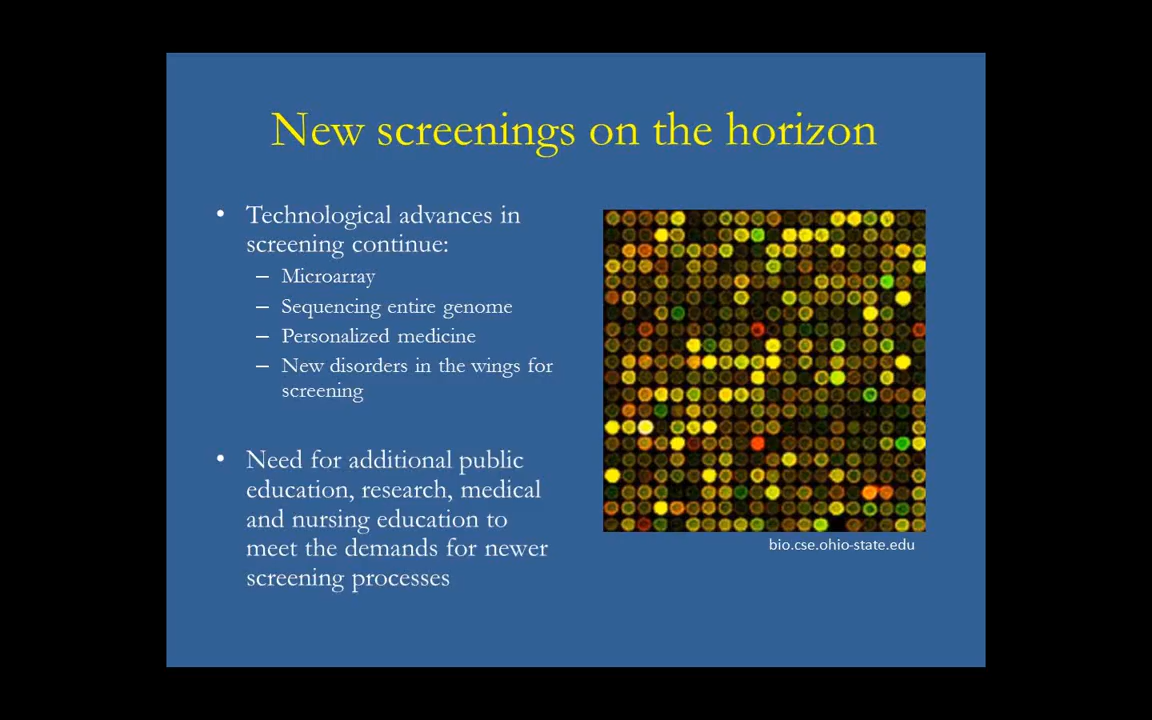 New screenings on the horizon
• Technological advances in
screening continue:
– Microarray
– Sequencing entire genome
– Personalized medicine
– New disorders in the wings for
screening
• Need for additional public
education, research, medical
and nursing education to
meet the demands for newer
screening processes
bio.cse.ohio-state.edu